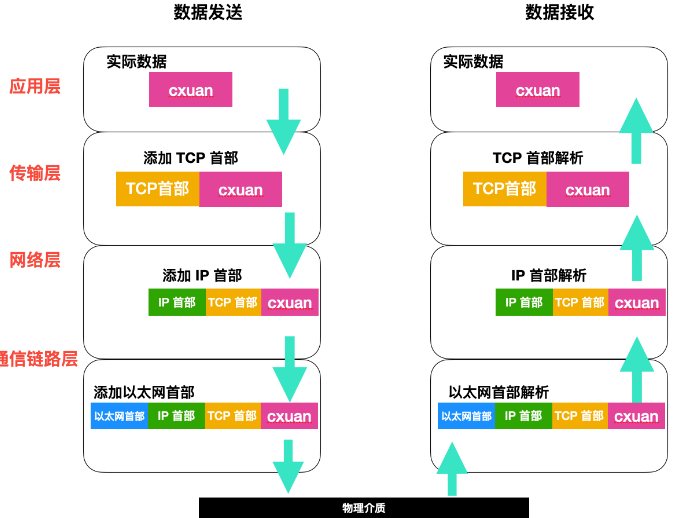 数据发送
数据接收
应用层
实际数据
cxuan
实际数据
cxuan
传输层
添加 TCP 首部
TCP首部 cxuan
TCP 首部解析
TCP首部 cxuan
网络层
添加 IP 首部
IP 首部 TCP 首部 cxuan
IP 首部解析
IP 首部 TCP 首部 cxuan
通信链路层
添加以太网首部
以太网首部 IP 首部 TCP 首部 cxuan
以太网首部解析
以太网首部 IP 首部 TCP 首部 cxuan
物理介质